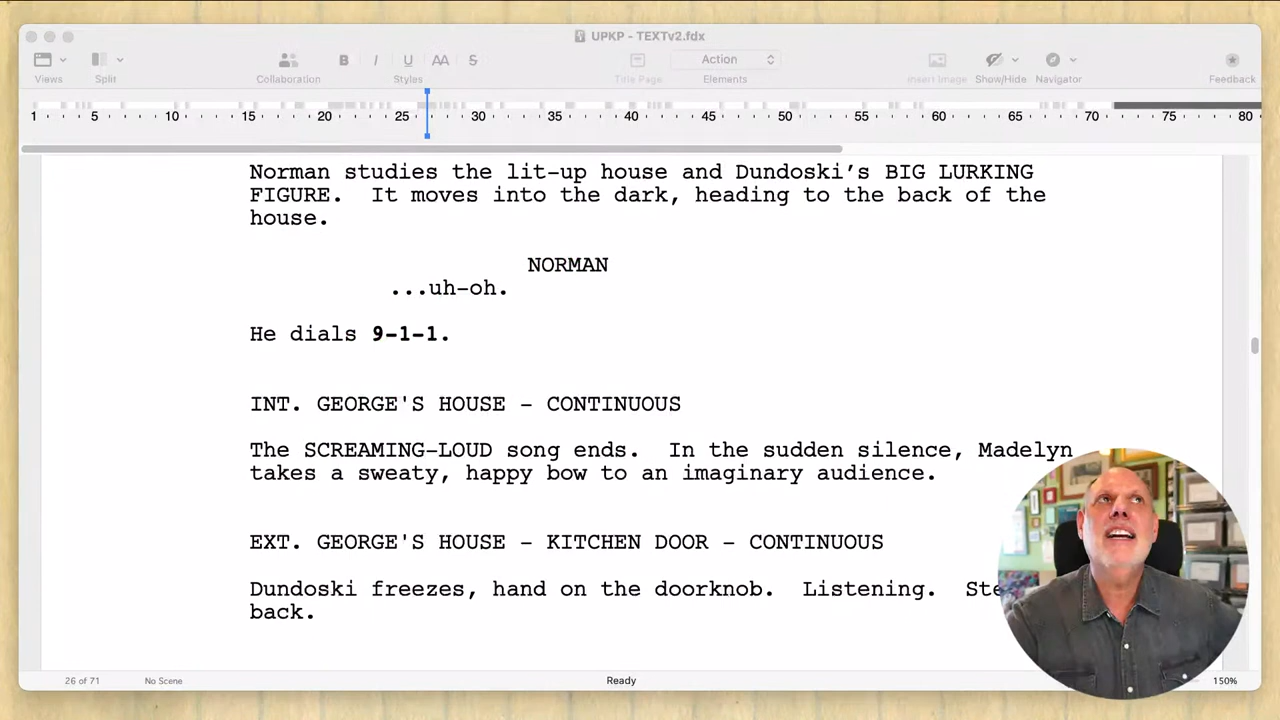 UPKP - TEXTv2.fdx
B I U AA S Action
Views Split Collaboration Styles Title Page Elements Insert Image Show/Hide Navigator Feedback
1 5 10 15 20 25 30 35 40 45 50 55 60 65 70 75 80
Norman studies the lit-up house and Dundoski's BIG LURKING
FIGURE.  It moves into the dark, heading to the back of the
house.
NORMAN
...uh-oh.
He dials 9-1-1.
INT. GEORGE'S HOUSE - CONTINUOUS
The SCREAMING-LOUD song ends.  In the sudden silence, Madelyn
takes a sweaty, happy bow to an imaginary audience.
EXT. GEORGE'S HOUSE - KITCHEN DOOR - CONTINUOUS
Dundoski freezes, hand on the doorknob.  Listening.
back.
26 of 71 No Scene Ready 150%